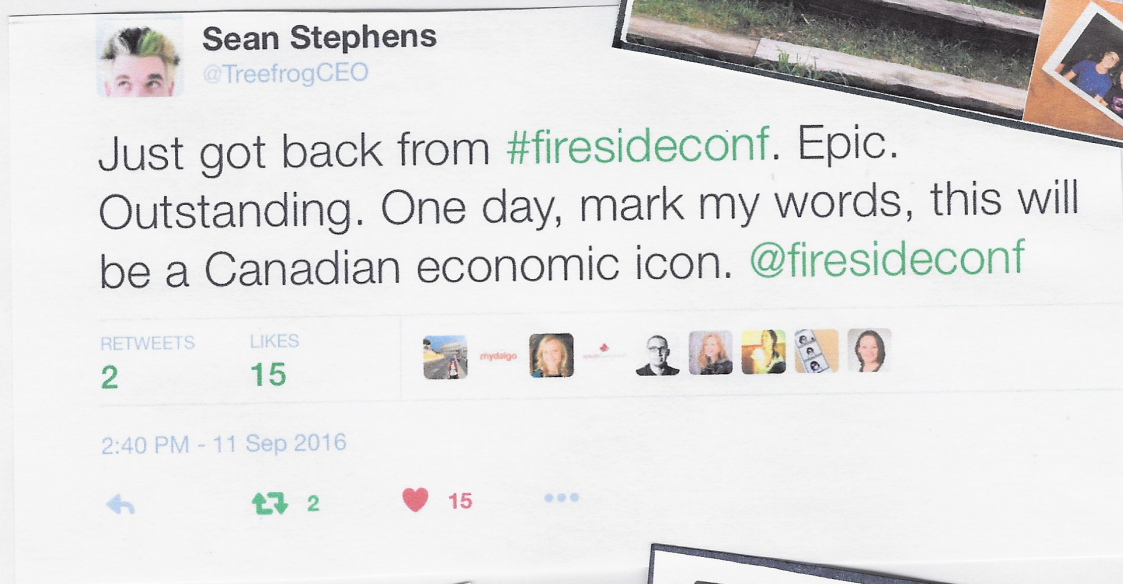 Sean Stephens
@TreefrogCEO
Just got back from #firesideconf. Epic.
Outstanding. One day, mark my words, this will
be a Canadian economic icon. @firesideconf
RETWEETS LIKES
2 15
mydalgo
2:40 PM - 11 Sep 2016
2 15